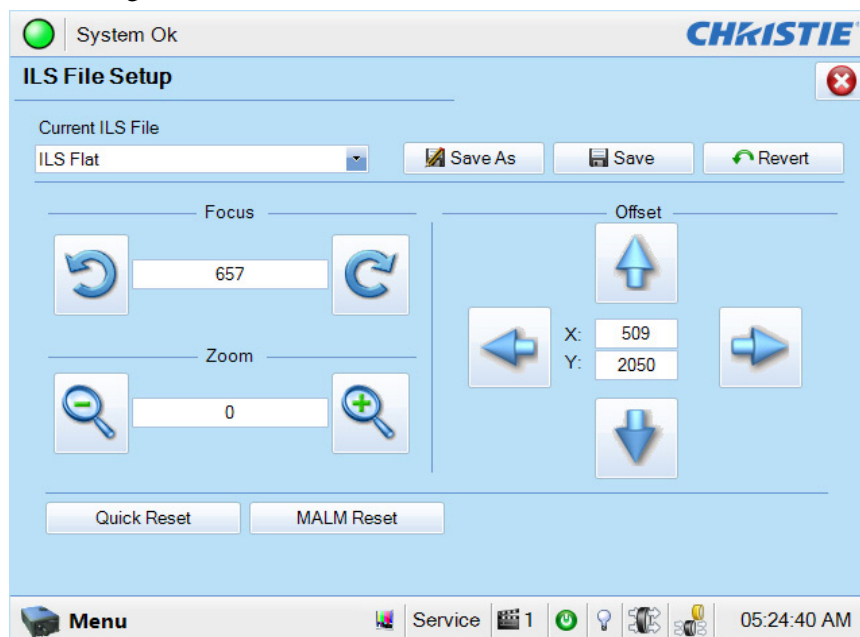 System Ok
CHRISTIE
ILS File Setup
Current ILS File
ILS Flat
Save As
Save
Revert
Focus
657
Zoom
0
Offset
X: 509
Y: 2050
Quick Reset
MALM Reset
Menu
Service
1
05:24:40 AM